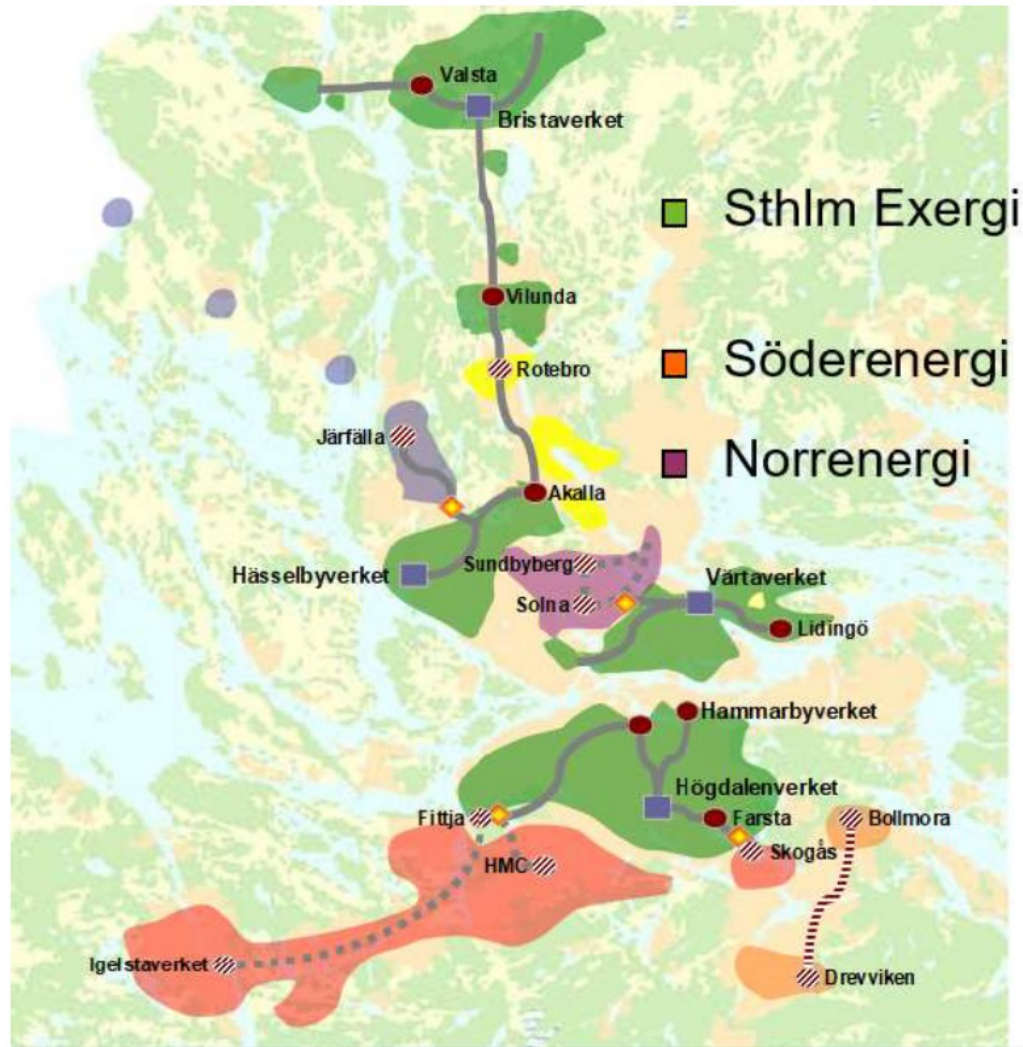 Valsta
Bristaverket
Sthlm Exergi
Vilunda
Söderenergi
Rotebro
Järfälla
Norrenergi
Akalla
Sundbyberg
Hässelbyverket
Värtaverket
Solna
Lidingö
Hammarbyverket
Högdalenverket
Fittja
Farsta
Bollmora
Skogås
HMC
Igelstaverket
Drevviken